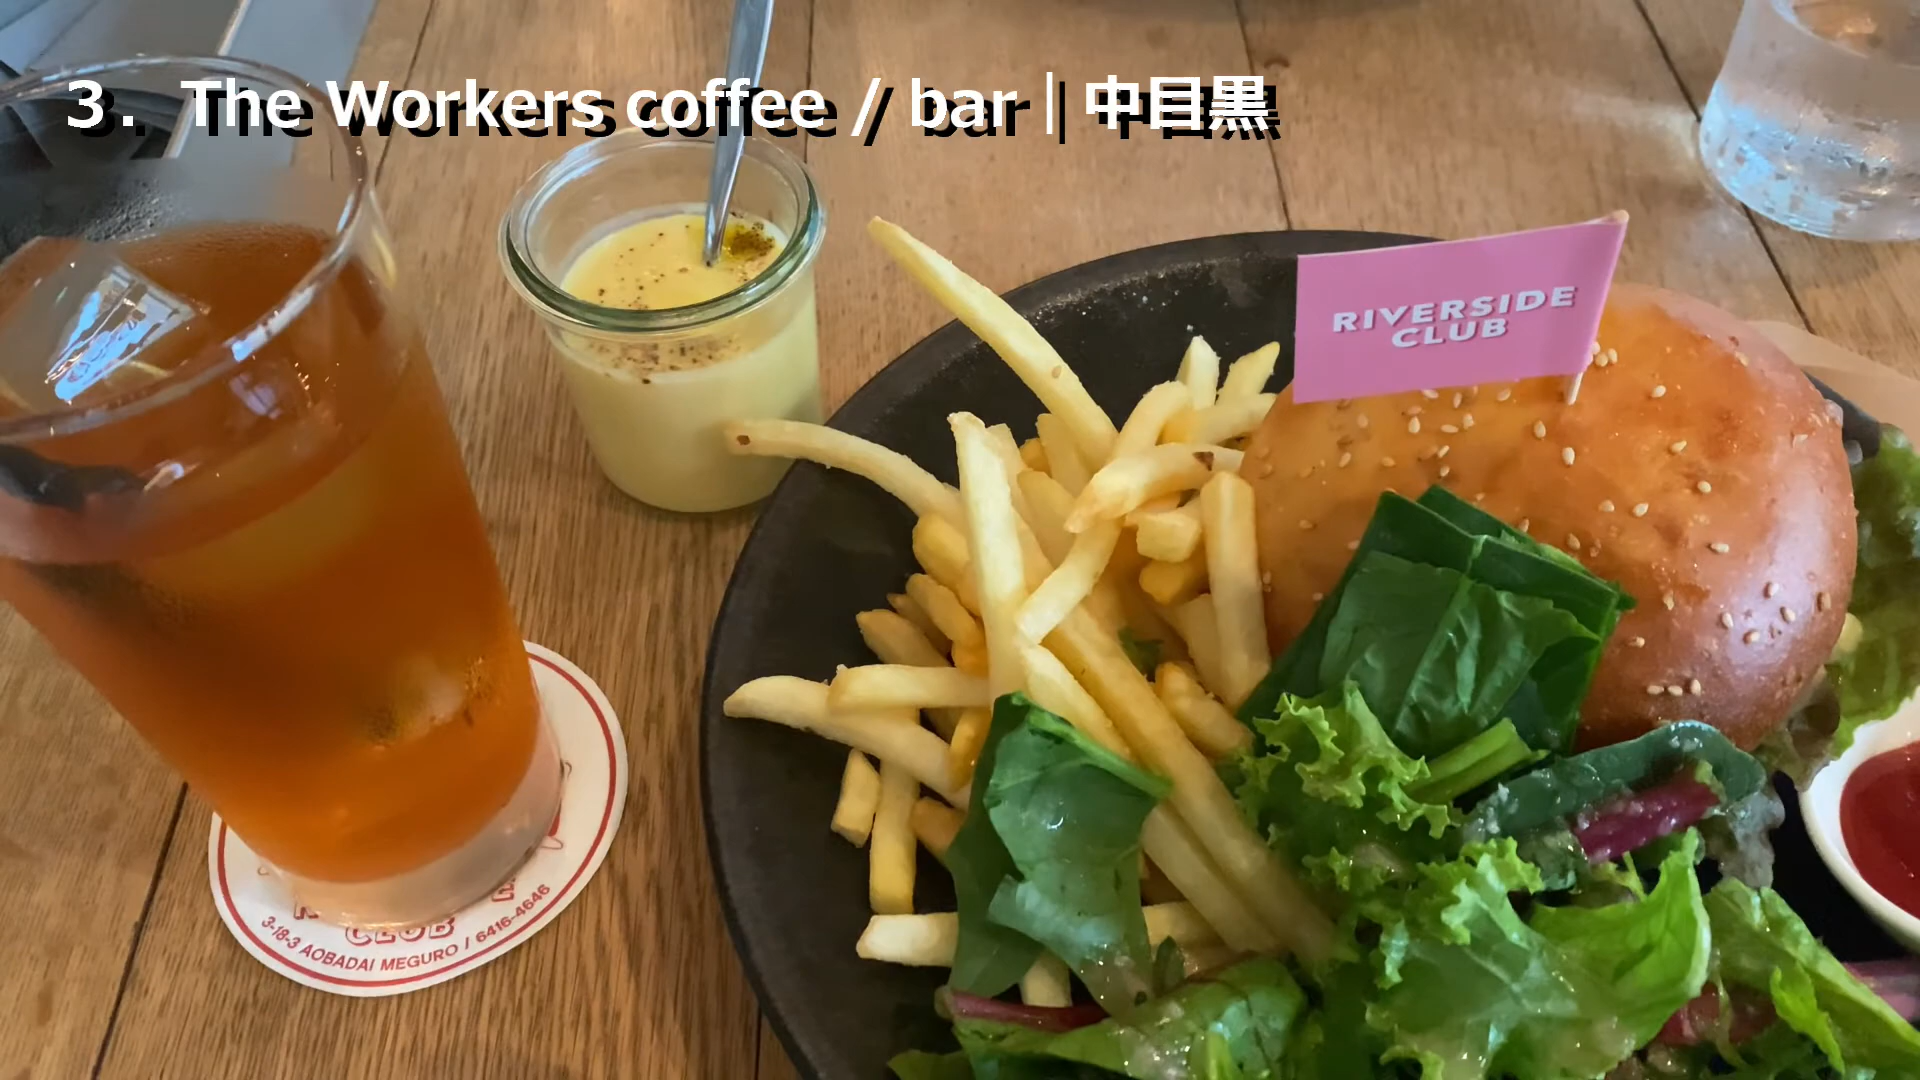 3. The Workers coffee // bar｜中目黒
RIVERSIDE
CLUB
CLUB
3-18-3 AOBADAI MEGURO / 6416-4646